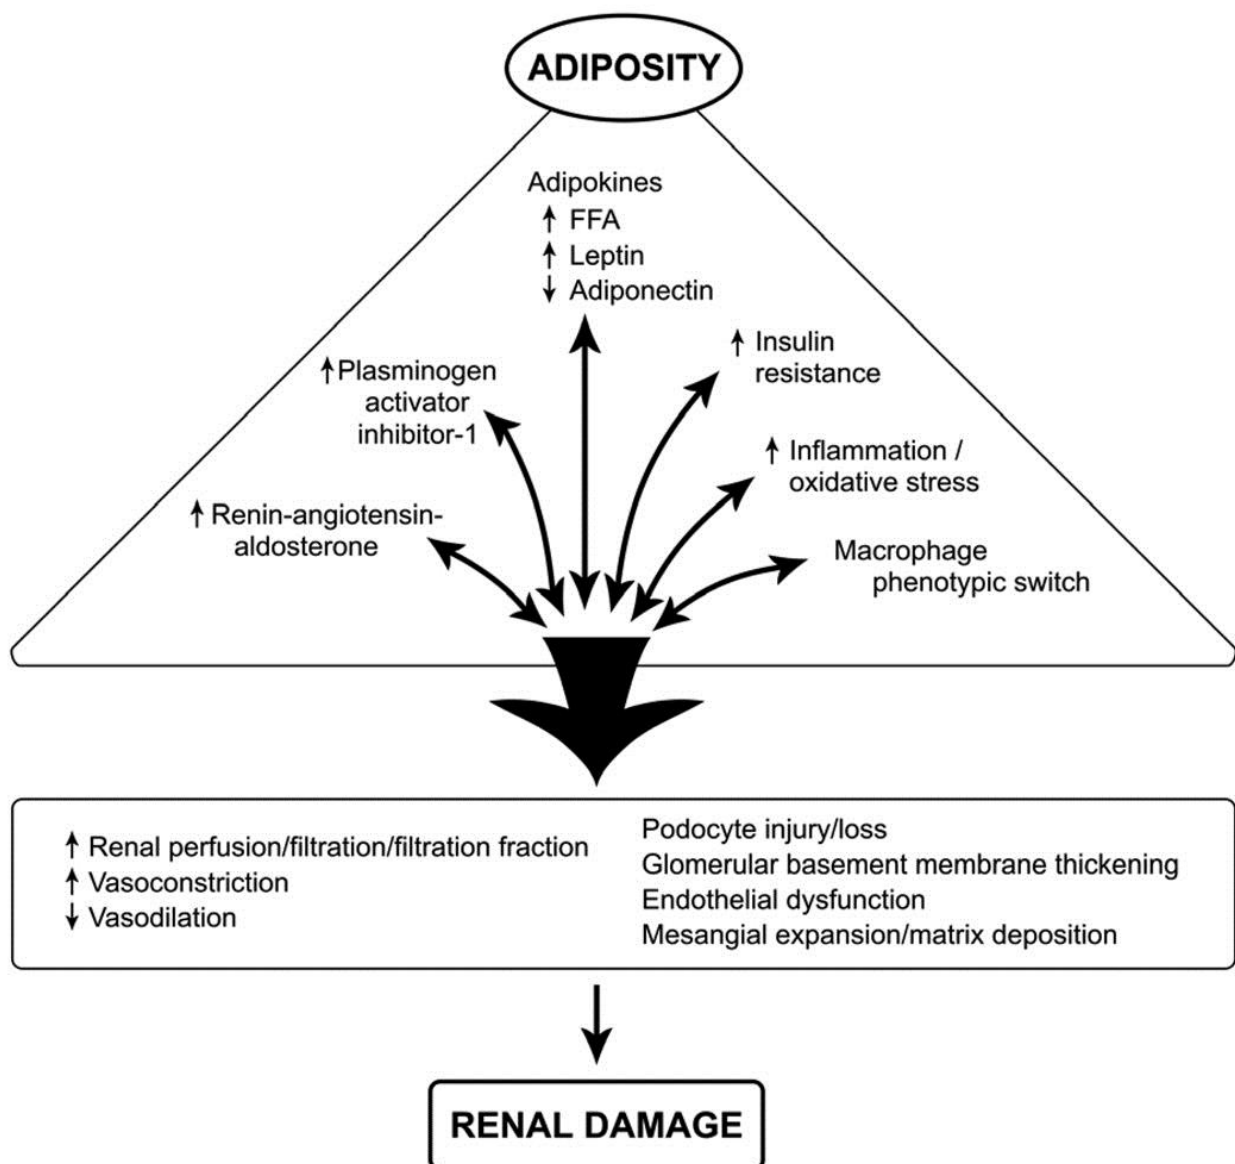 ADIPOSITY
Adipokines
↑ FFA
↑ Leptin
↓ Adiponectin
↑ Insulin
resistance
↑Plasminogen
activator
inhibitor-1
↑ Inflammation /
oxidative stress
↑ Renin-angiotensin-
aldosterone
Macrophage
phenotypic switch
↑ Renal perfusion/filtration/filtration fraction
↑ Vasoconstriction
↓ Vasodilation
Podocyte injury/loss
Glomerular basement membrane thickening
Endothelial dysfunction
Mesangial expansion/matrix deposition
RENAL DAMAGE